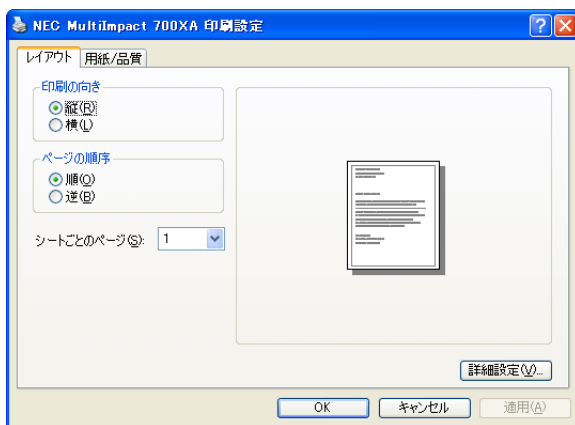 NEC MultiImpact 700XA 印刷設定
レイアウト 用紙/品質
印刷の向き
縦(R)
横(L)
ページの順序
順(O)
逆(B)
シートごとのページ(S): 1
詳細設定(V)...
OK キャンセル 適用(A)